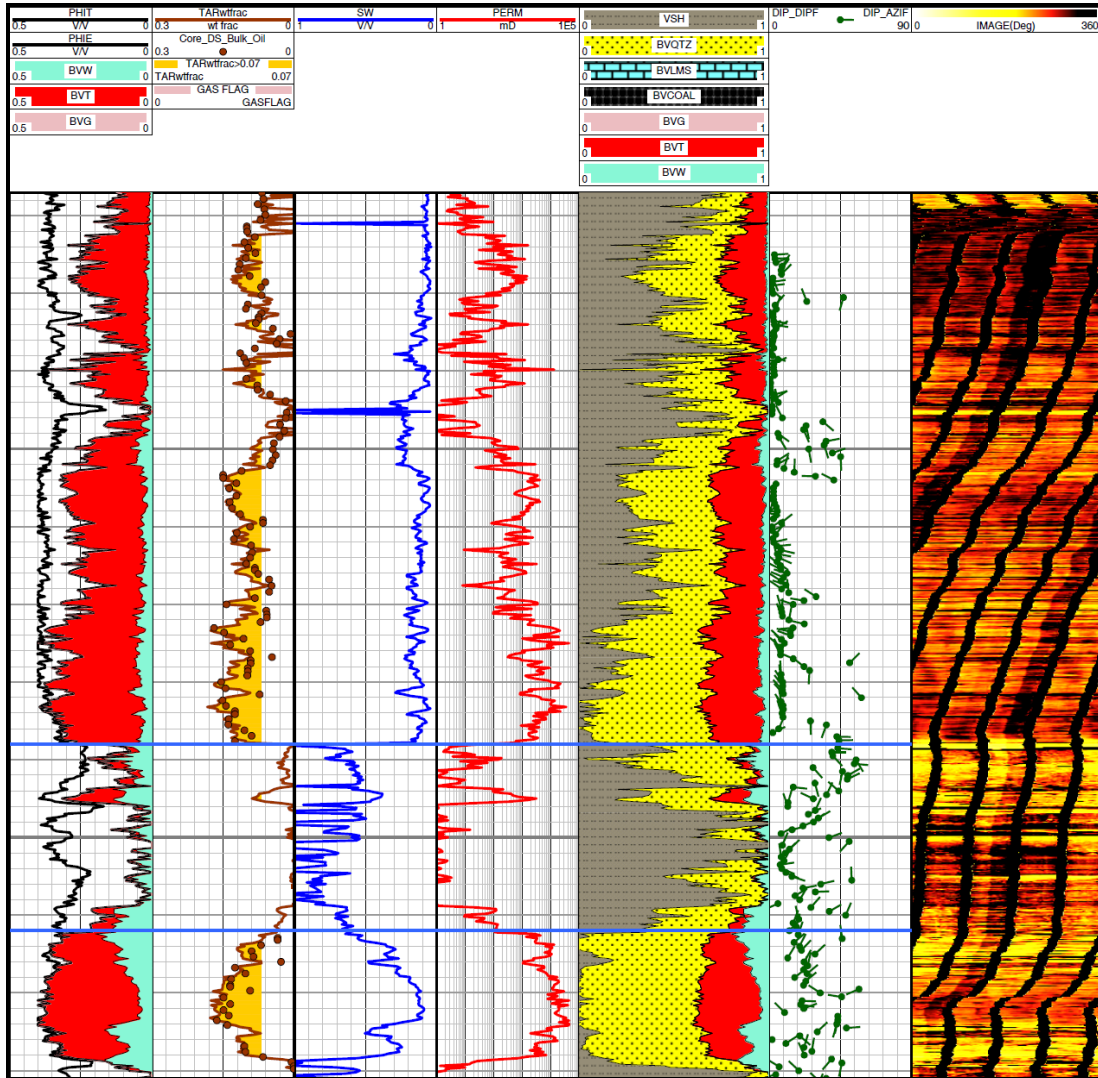 PHIT
0.5 V/V 0
PHIE
0.5 V/V 0
BVW
0.5 0
BVT
0.5 0
BVG
0.5 0
TARwtfrac
0.3 wt frac 0
Core_DS_Bulk_Oil
0.3 0
TARwtfrac>0.07
TARwtfrac 0.07
GAS FLAG
0 GASFLAG
SW
1 V/V 0
PERM
1 mD 1E5
VSH
0 1
BVQTZ
0 1
BVLMS
0 1
BVCOAL
0 1
BVG
0 1
BVT
0 1
BVW
0 1
DIP_DIPF DIP_AZIF
0 90
0 IMAGE(Deg) 360